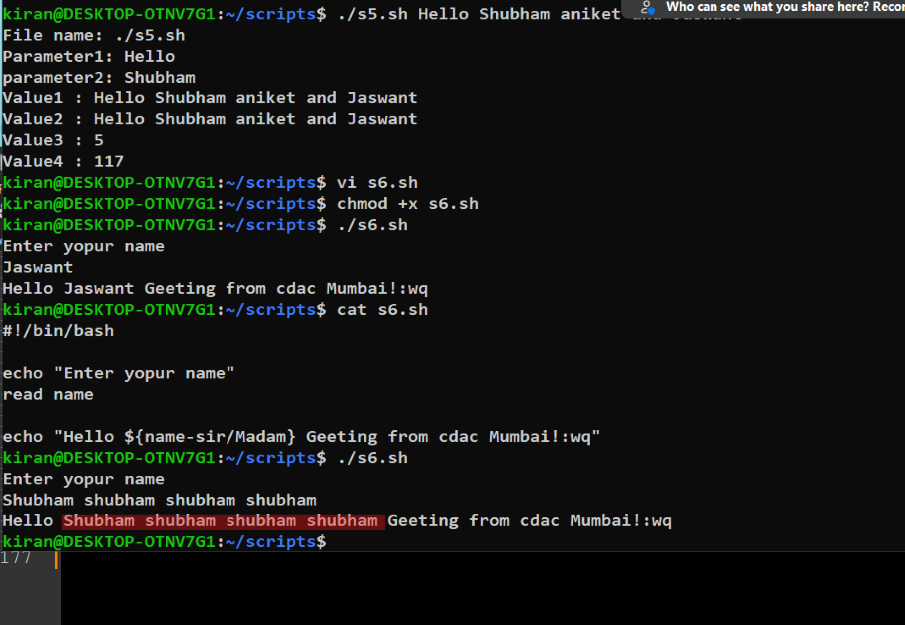 kiran@DESKTOP-OTNV7G1:~/scripts$ ./s5.sh Hello Shubham aniket and Jaswant
Who can see what you share here? Recor
File name: ./s5.sh
Parameter1: Hello
parameter2: Shubham
Value1 : Hello Shubham aniket and Jaswant
Value2 : Hello Shubham aniket and Jaswant
Value3 : 5
Value4 : 117
kiran@DESKTOP-OTNV7G1:~/scripts$ vi s6.sh
kiran@DESKTOP-OTNV7G1:~/scripts$ chmod +x s6.sh
kiran@DESKTOP-OTNV7G1:~/scripts$ ./s6.sh
Enter yopur name
Jaswant
Hello Jaswant Geeting from cdac Mumbai!:wq
kiran@DESKTOP-OTNV7G1:~/scripts$ cat s6.sh
#!/bin/bash
echo "Enter yopur name"
read name
echo "Hello ${name-sir/Madam} Geeting from cdac Mumbai!:wq"
kiran@DESKTOP-OTNV7G1:~/scripts$ ./s6.sh
Enter yopur name
Shubham shubham shubham shubham
Hello Shubham shubham shubham shubham Geeting from cdac Mumbai!:wq
kiran@DESKTOP-OTNV7G1:~/scripts$
177